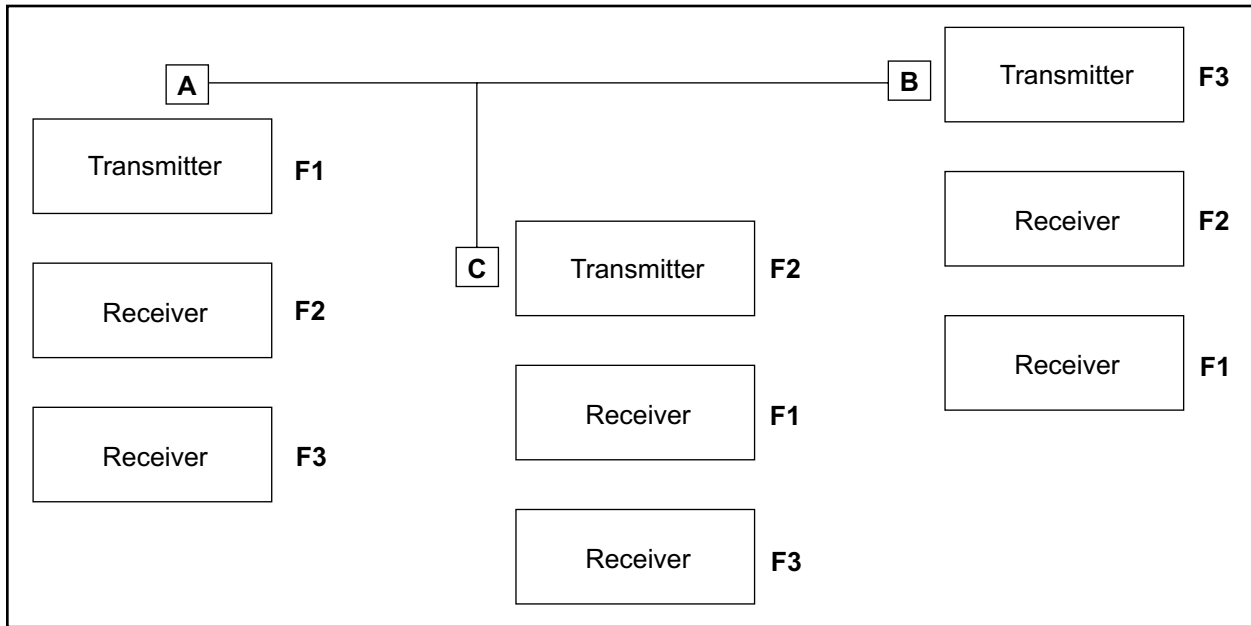 A
Transmitter F1
Receiver F2
Receiver F3
C
Transmitter F2
Receiver F1
Receiver F3
B
Transmitter F3
Receiver F2
Receiver F1